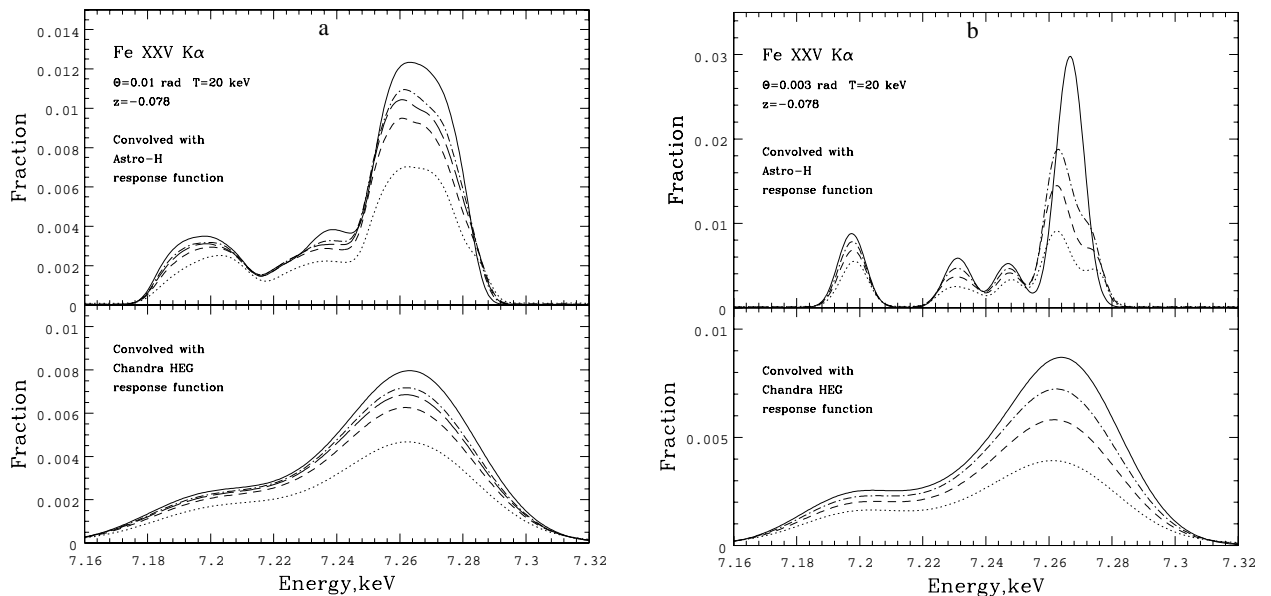 a
0.014
0.012
0.01
0.008
0.006
0.004
0.002
0
Fraction
Fe XXV Kα
Θ=0.01 rad T=20 keV
z=−0.078
Convolved with
Astro-H
response function
0.01
0.008
0.006
0.004
0.002
0
Fraction
Convolved with
Chandra HEG
response function
7.16 7.18 7.2 7.22 7.24 7.26 7.28 7.3 7.32
Energy,keV
b
0.03
0.02
0.01
0
Fraction
Fe XXV Kα
Θ=0.003 rad T=20 keV
z=−0.078
Convolved with
Astro-H
response function
0.01
0.005
0
Fraction
Convolved with
Chandra HEG
response function
7.16 7.18 7.2 7.22 7.24 7.26 7.28 7.3 7.32
Energy,keV